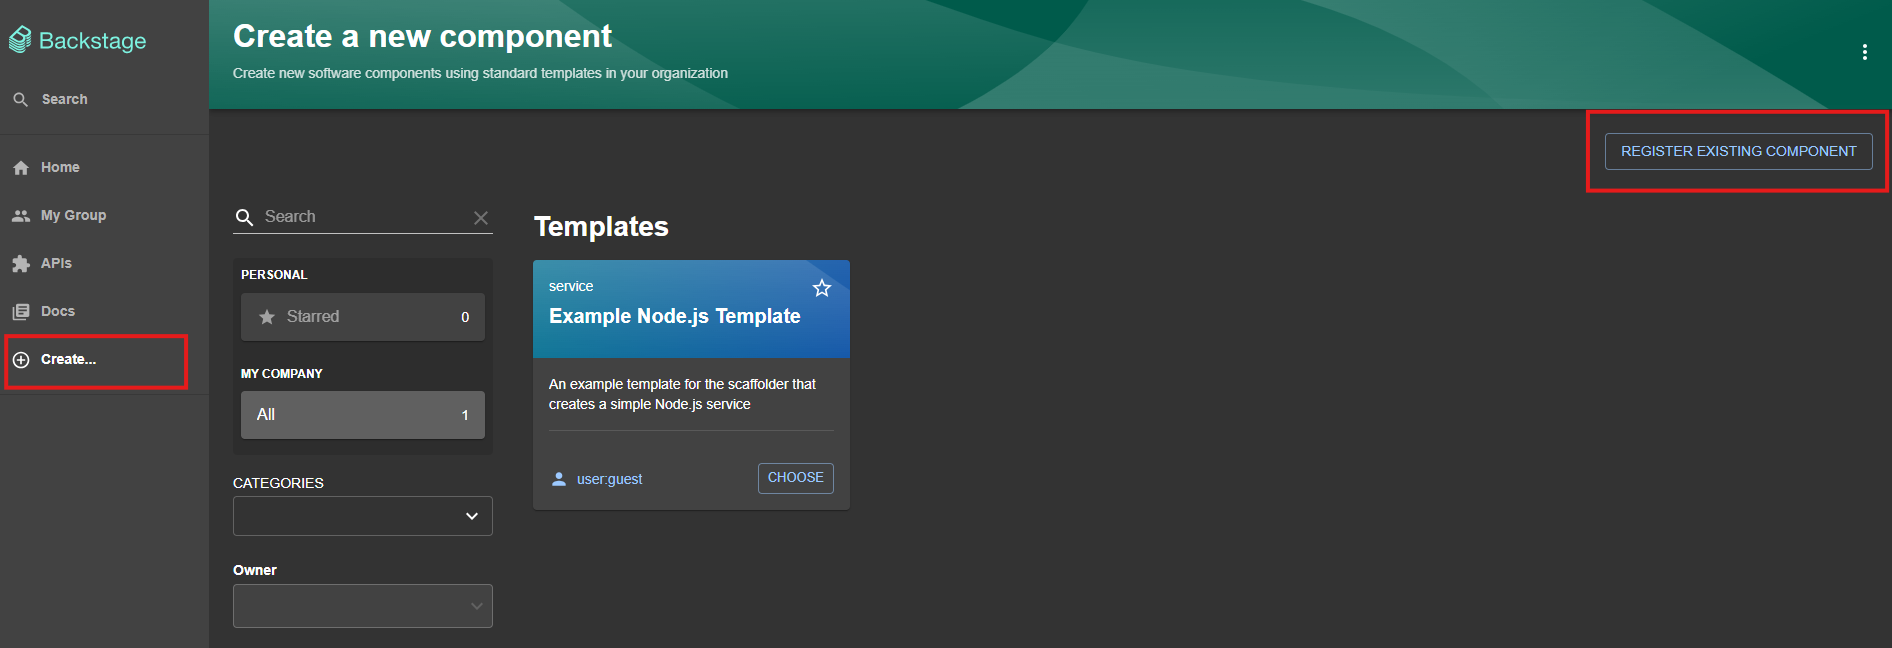 Backstage
Search
Home
My Group
APIs
Docs
Create...
Create a new component
Create new software components using standard templates in your organization
REGISTER EXISTING COMPONENT
Search
PERSONAL
Starred 0
MY COMPANY
All 1
CATEGORIES
Owner
Templates
service
Example Node.js Template
An example template for the scaffolder that
creates a simple Node.js service
user:guest
CHOOSE